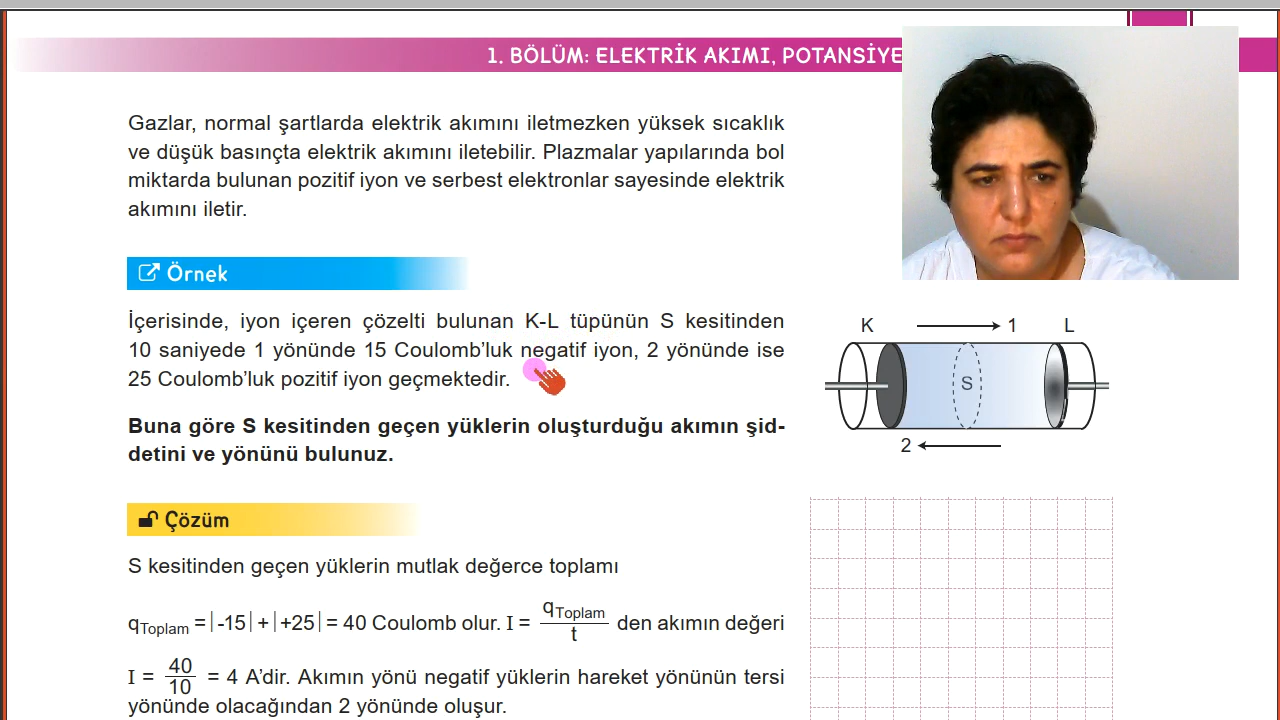 1. BÖLÜM: ELEKTRİK AKIMI, POTANSİYE
Gazlar, normal şartlarda elektrik akımını iletmezken yüksek sıcaklık
ve düşük basınçta elektrik akımını iletebilir. Plazmalar yapılarında bol
miktarda bulunan pozitif iyon ve serbest elektronlar sayesinde elektrik
akımını iletir.
Örnek
İçerisinde, iyon içeren çözelti bulunan K-L tüpünün S kesitinden
10 saniyede 1 yönünde 15 Coulomb’luk negatif iyon, 2 yönünde ise
25 Coulomb’luk pozitif iyon geçmektedir.
Buna göre S kesitinden geçen yüklerin oluşturduğu akımın şid-
detini ve yönünü bulunuz.
K 1 L
S
2
Çözüm
S kesitinden geçen yüklerin mutlak değerce toplamı
qToplam = |-15| + |+25| = 40 Coulomb olur. I = qToplam / t den akımın değeri
I = 40/10 = 4 A’dir. Akımın yönü negatif yüklerin hareket yönünün tersi
yönünde olacağından 2 yönünde oluşur.